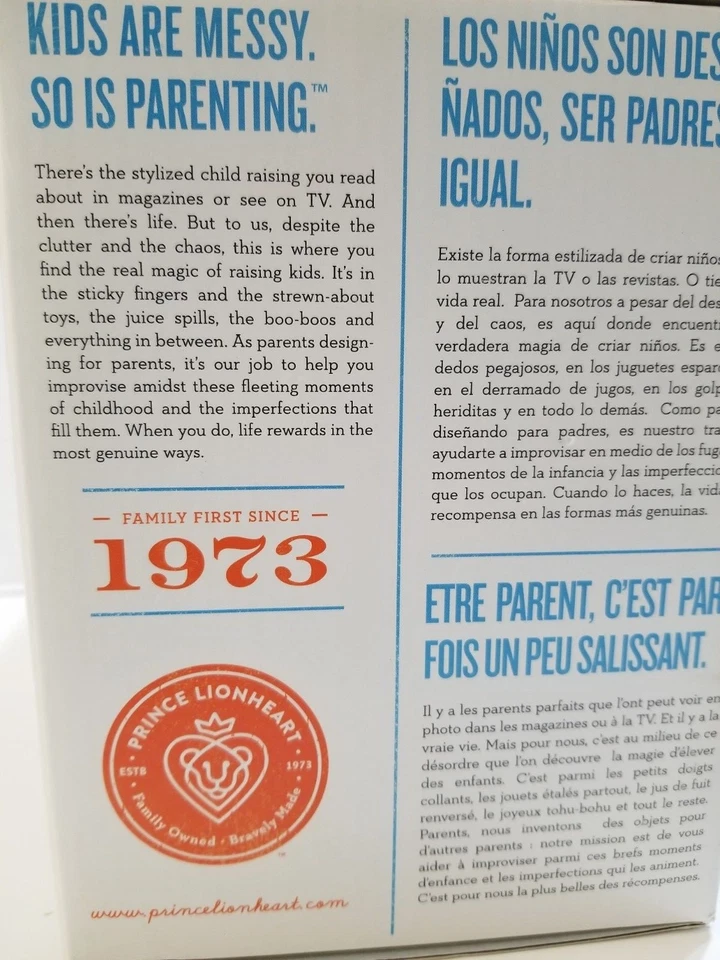 KIDS ARE MESSY.
SO IS PARENTING.™
There's the stylized child raising you read
about in magazines or see on TV. And
then there's life. But to us, despite the
clutter and the chaos, this is where you
find the real magic of raising kids. It's in
the sticky fingers and the strewn-about
toys, the juice spills, the boo-boos and
everything in between. As parents design-
ing for parents, it's our job to help you
improvise amidst these fleeting moments
of childhood and the imperfections that
fill them. When you do, life rewards in the
most genuine ways.
— FAMILY FIRST SINCE —
1973
PRINCE LIONHEART
ESTB 1973
Family Owned · Bravely Made
™
www.princelionheart.com
LOS NIÑOS SON DES
ÑADOS, SER PADRES
IGUAL.
Existe la forma estilizada de criar niños
lo muestran la TV o las revistas. O tie
vida real. Para nosotros a pesar del des
y del caos, es aquí donde encuent
verdadera magia de criar niños. Es e
dedos pegajosos, en los juguetes espar
en el derramado de jugos, en los golp
heriditas y en todo lo demás. Como pa
diseñando para padres, es nuestro tra
ayudarte a improvisar en medio de los fug
momentos de la infancia y las imperfeccio
que los ocupan. Cuando lo haces, la vida
recompensa en las formas más genuinas.
ETRE PARENT, C'EST PAR
FOIS UN PEU SALISSANT.
Il y a les parents parfaits que l'ont peut voir en
photo dans les magazines ou à la TV. Et il y a la
vraie vie. Mais pour nous, c'est au milieu de ce
désordre que l'on découvre la magie d'élever
des enfants. C'est parmi les petits doigts
collants, les jouets étalés partout, le jus de fuit
renversé, le joyeux tohu-bohu et tout le reste.
Parents, nous inventons des objets pour
d'autres parents : notre mission est de vous
aider à improviser parmi ces brefs moments
d'enfance et les imperfections qui les animent.
C'est pour nous la plus belles des récompenses.